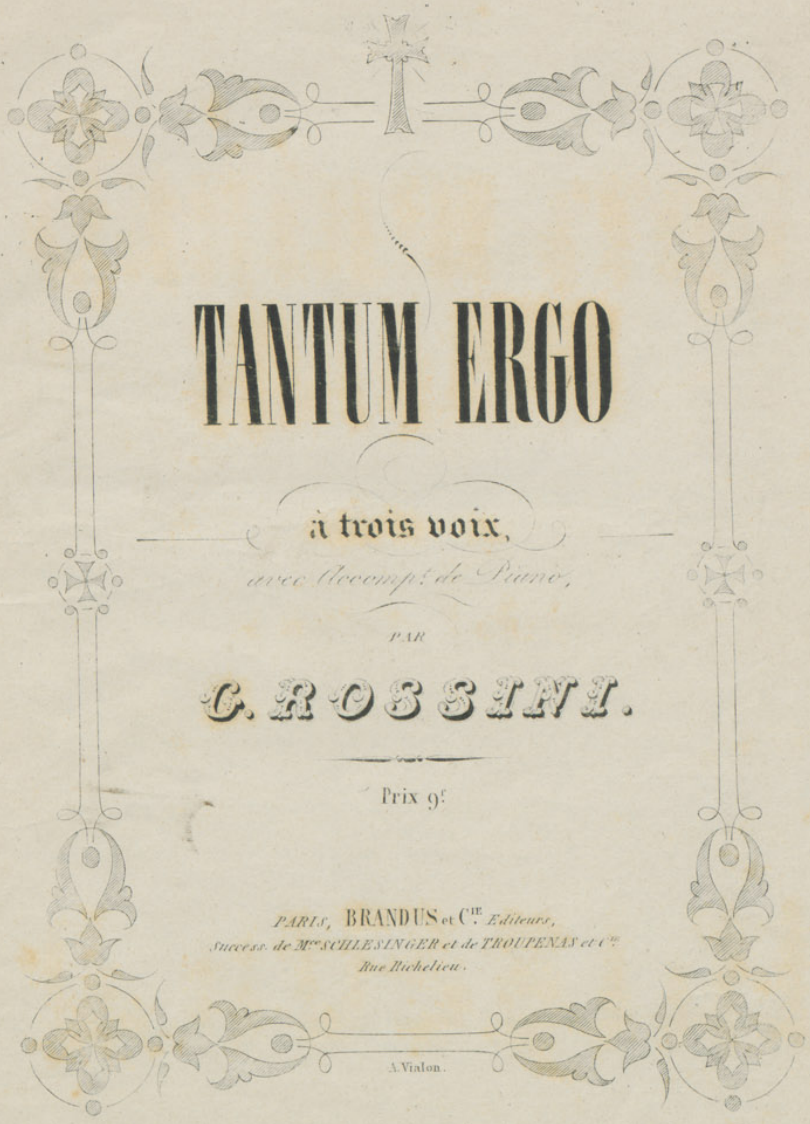 TANTUM ERGO
à trois voix,
avec Accompt. de Piano,
PAR
G. ROSSINI.
Prix 9f
PARIS, BRANDUS et CIE. Editeurs,
Success. de Mce SCHLESINGER et de TROUPENAS et Cie
Rue Richelieu.
A. Vialon.